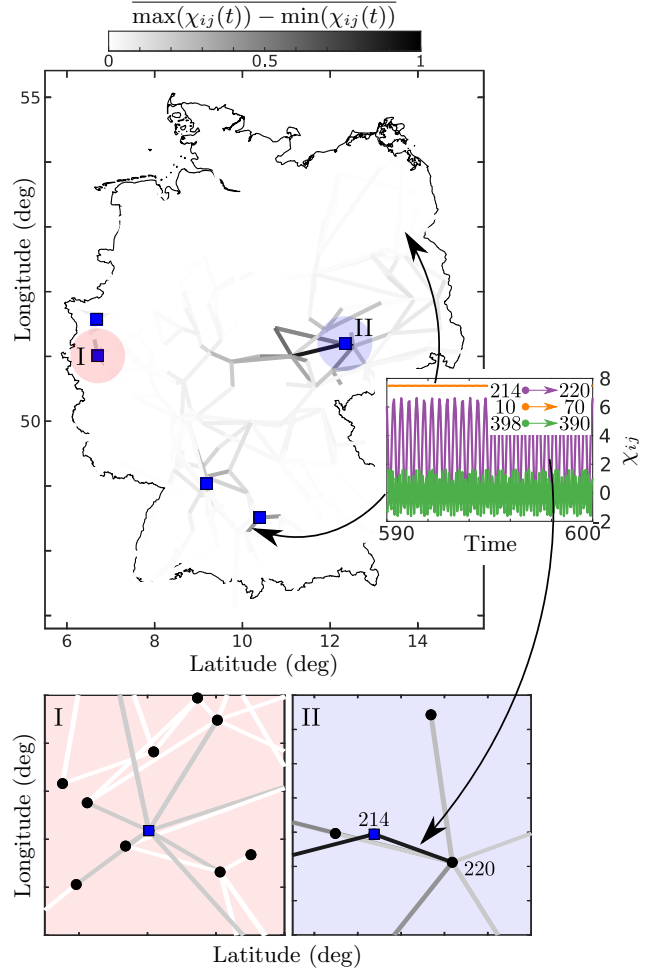 max(χij(t)) − min(χij(t))
0 0.5 1
55
50
Longitude (deg)
I
II
6 8 10 12 14
Latitude (deg)
214 220
10 70
398 390
8
6
4
2
0
-2
χij
590 600
Time
I
II
214
220
Longitude (deg)
Latitude (deg)